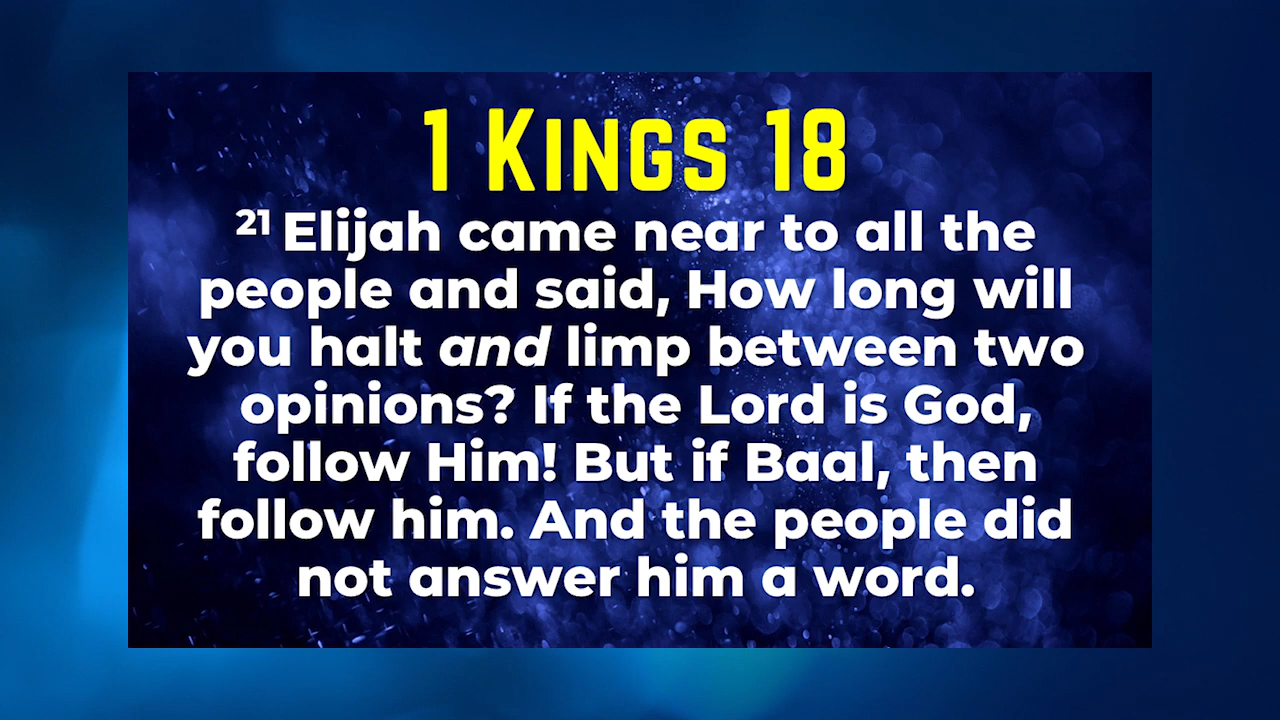 1 Kings 18
21 Elijah came near to all the
people and said, How long will
you halt and limp between two
opinions? If the Lord is God,
follow Him! But if Baal, then
follow him. And the people did
not answer him a word.